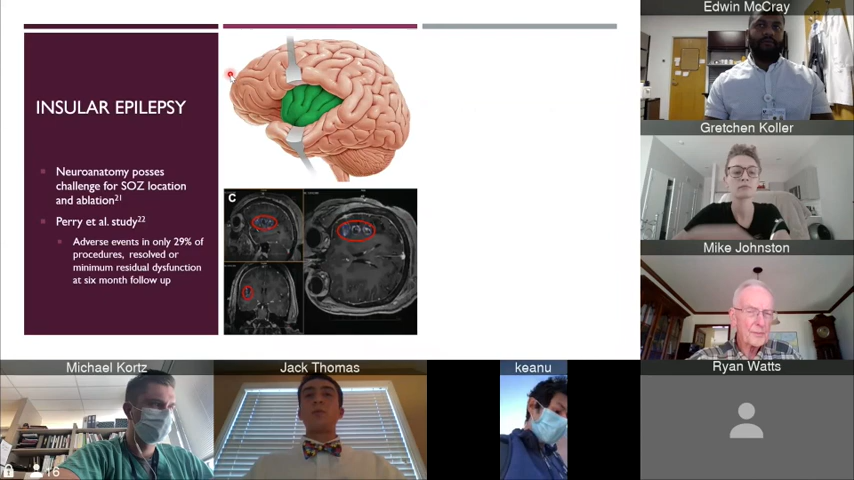 Edwin McCray
INSULAR EPILEPSY
Neuroanatomy posses
challenge for SOZ location
and ablation21
Perry et al. study22
Adverse events in only 29% of
procedures, resolved or
minimum residual dysfunction
at six month follow up
C
Gretchen Koller
Mike Johnston
Michael Kortz
Jack Thomas
keanu
Ryan Watts
16